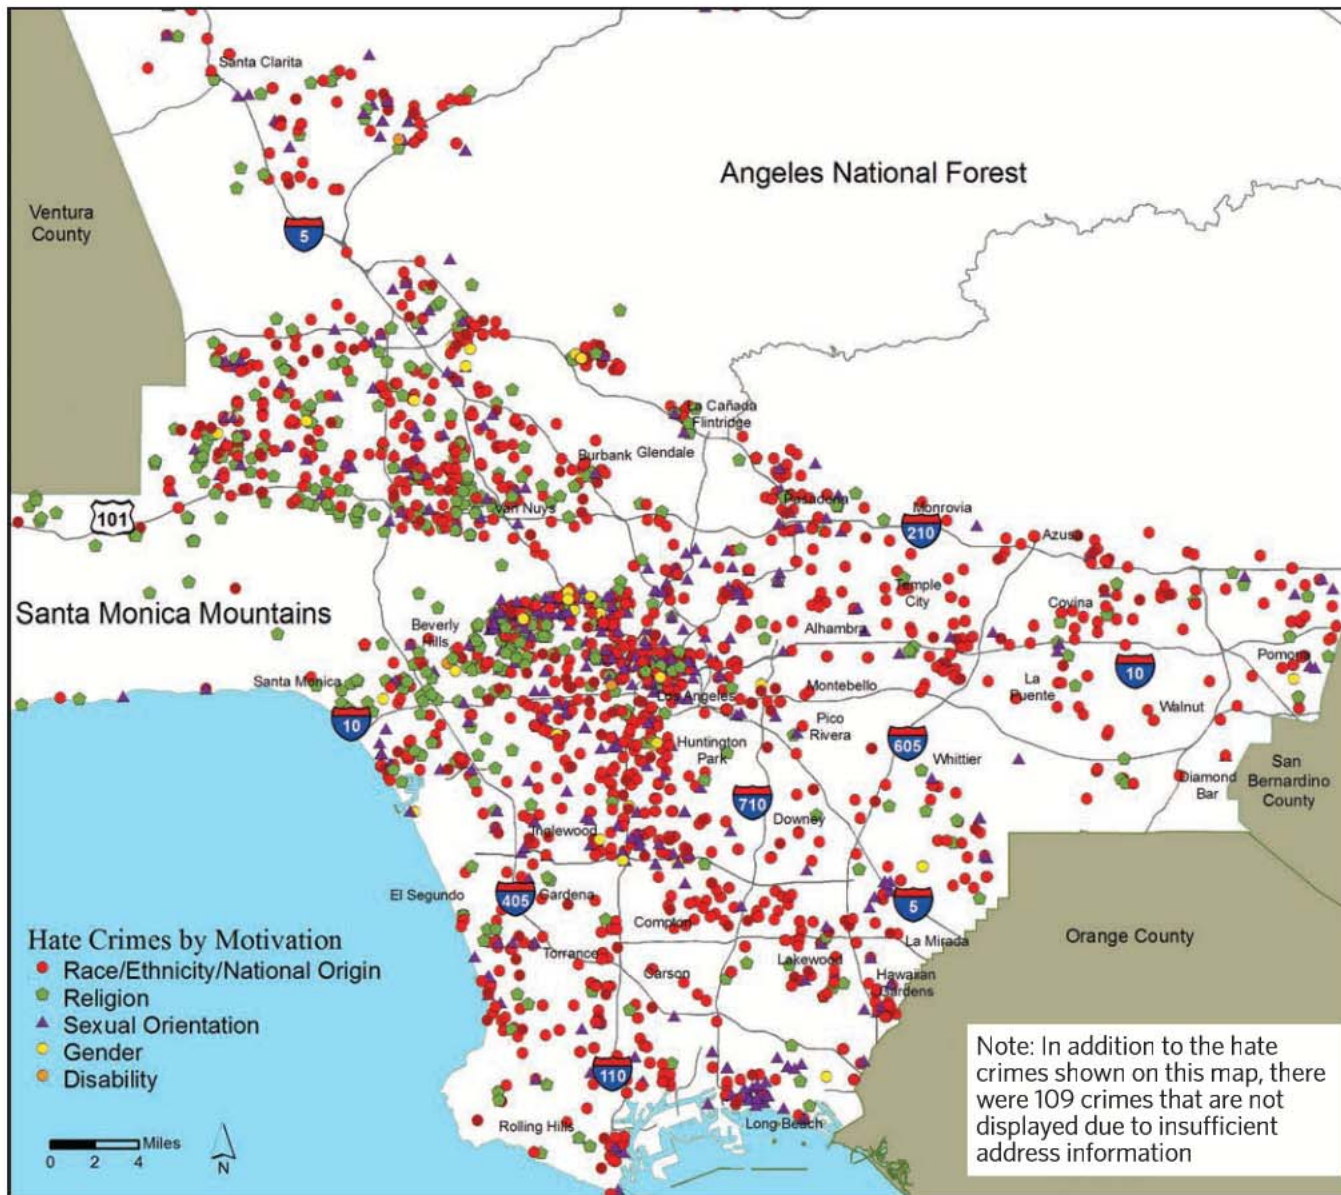 Santa Clarita
Angeles National Forest
Ventura
County
5
La Cañada
Flintridge
Burbank
Glendale
Pasadena
101
Van Nuys
Monrovia
210
Azusa
Temple
City
Santa Monica Mountains
Covina
Beverly
Hills
Alhambra
Pomona
Santa Monica
10
La
Puente
Montebello
Los Angeles
Walnut
10
Pico
Rivera
Huntington
Park
605
Whittier
San
Bernardino
County
Diamond
Bar
710
Downey
Inglewood
El Segundo
405
Gardena
5
Compton
Orange County
La Mirada
Torrance
Lakewood
Carson
Hawaiian
Gardens
Hate Crimes by Motivation
Race/Ethnicity/National Origin
Religion
Sexual Orientation
Gender
Disability
110
Rolling Hills
Long Beach
Miles
0 2 4
N
Note: In addition to the hate
crimes shown on this map, there
were 109 crimes that are not
displayed due to insufficient
address information